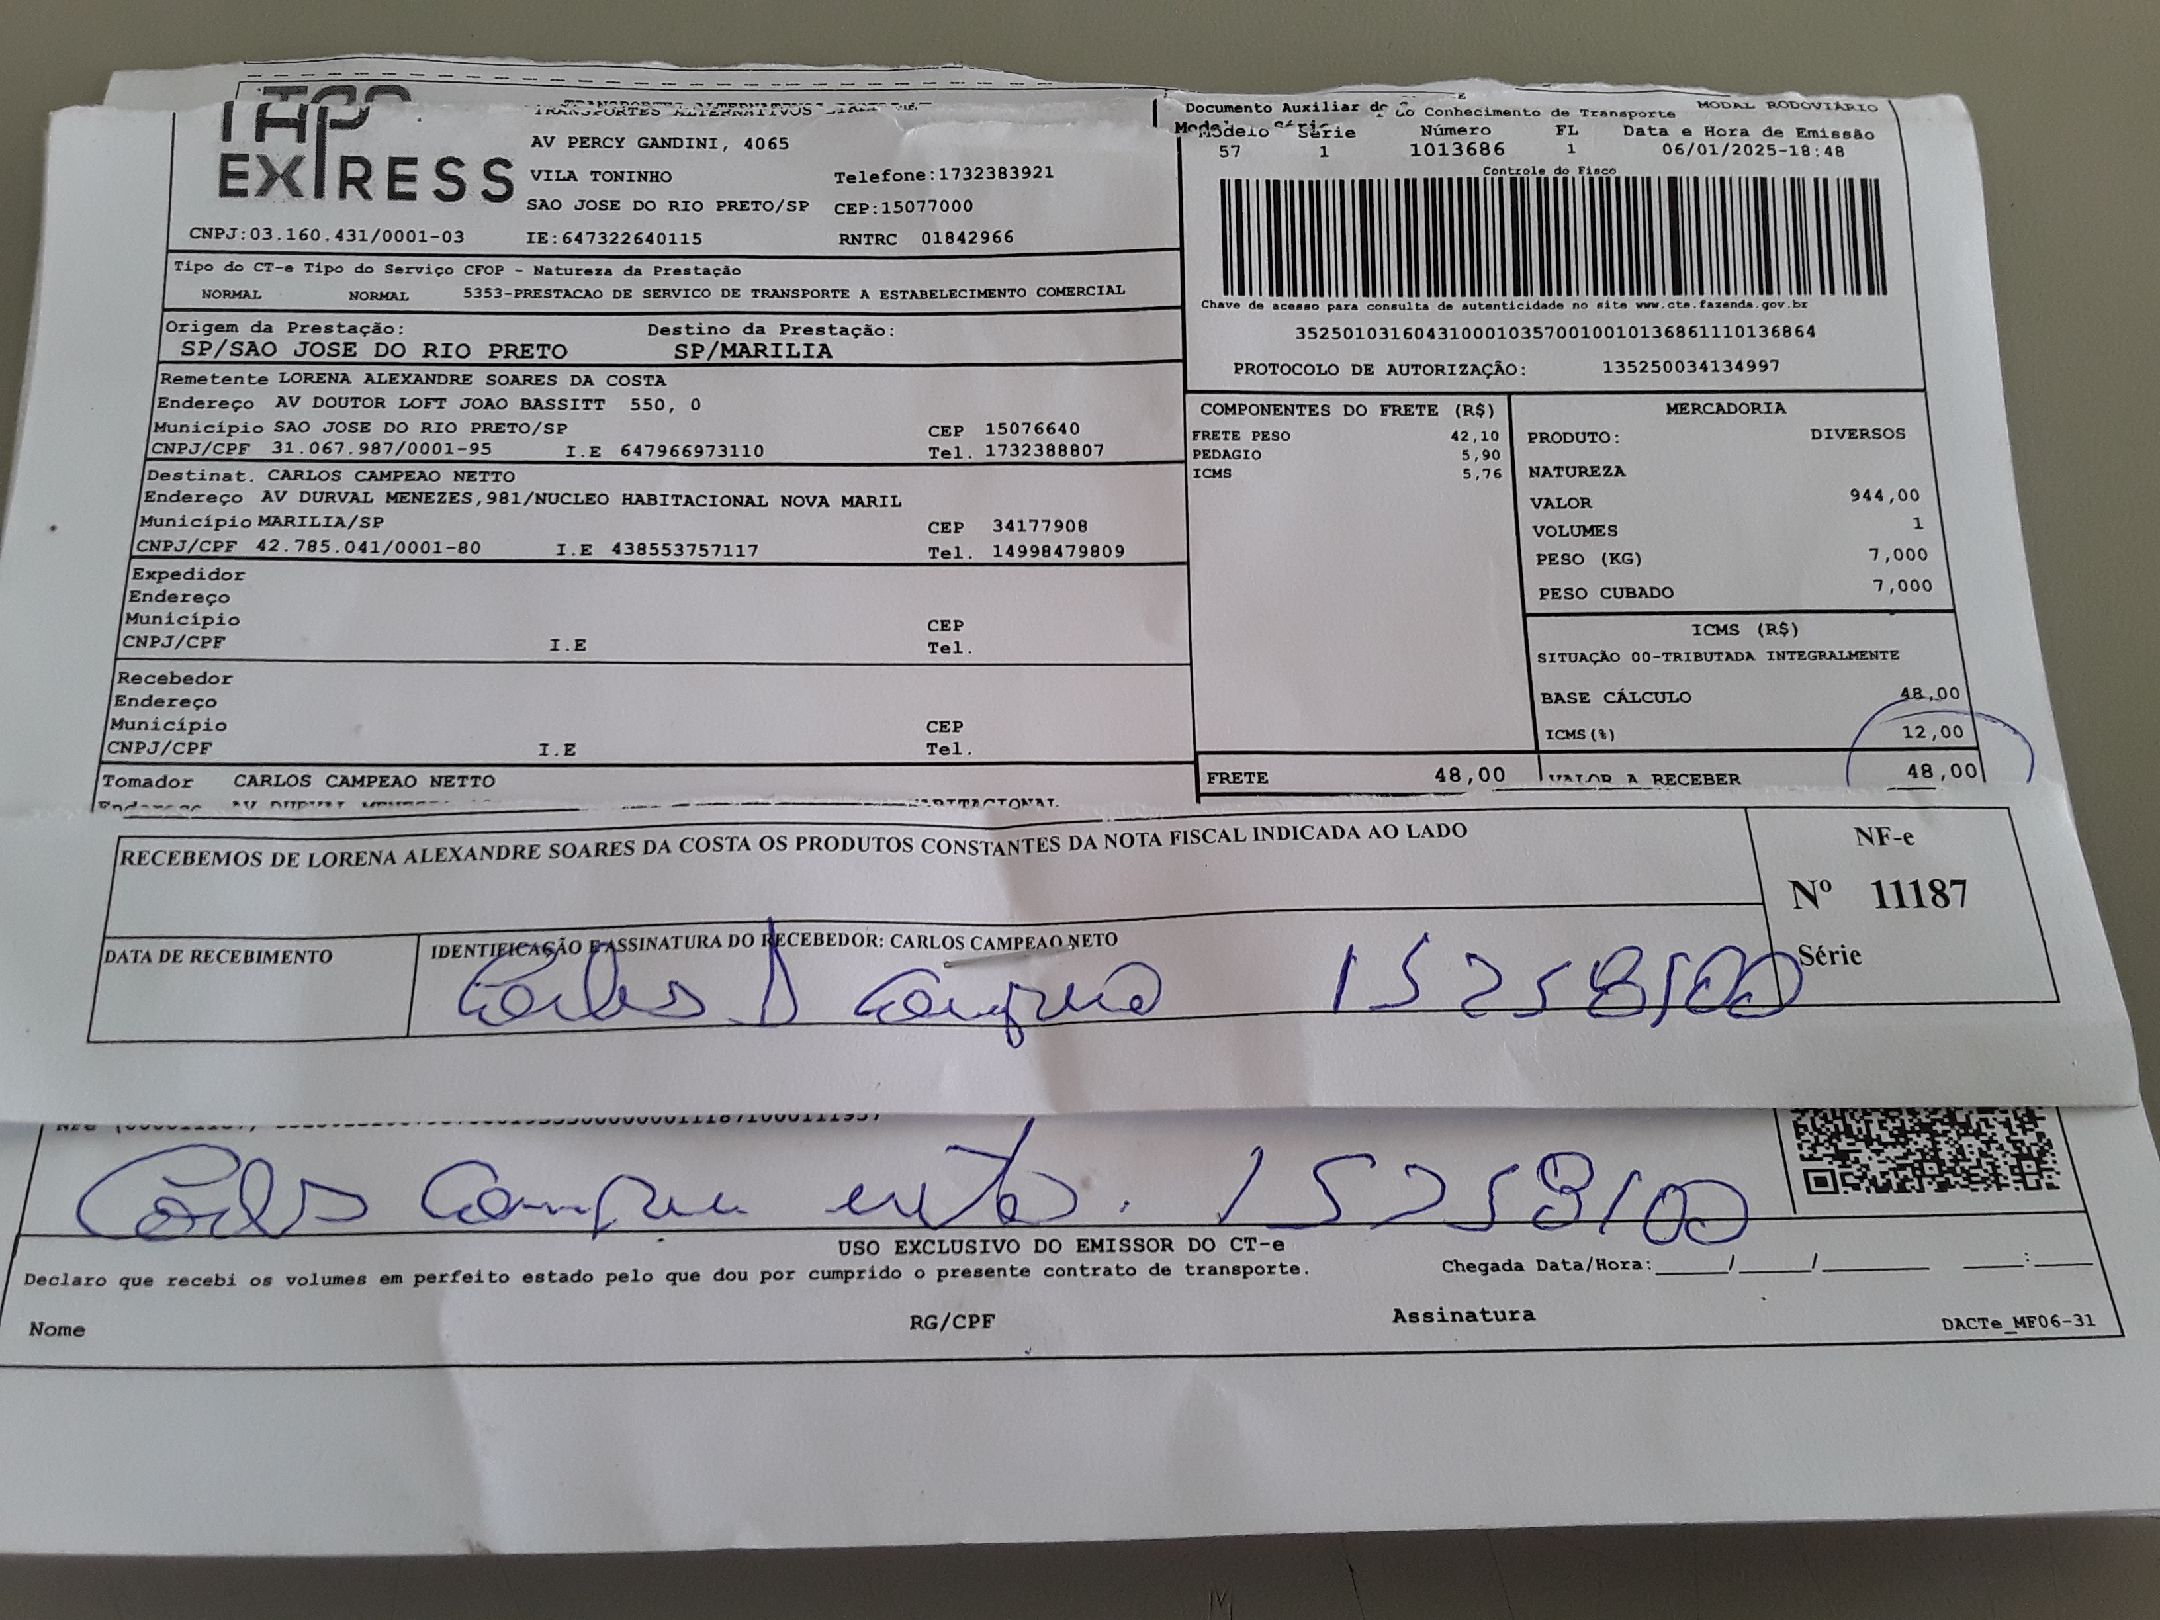 TAP
EXPRESS
AV PERCY GANDINI, 4065
VILA TONINHO Telefone:1732383921
SAO JOSE DO RIO PRETO/SP CEP:15077000
CNPJ:03.160.431/0001-03 IE:647322640115 RNTRC 01842966
Documento Auxiliar do Conhecimento de Transporte MODAL RODOVIÁRIO
Modelo Série Número FL Data e Hora de Emissão
57 1 1013686 1 06/01/2025-18:48
Controle do Fisco
Chave de acesso para consulta de autenticidade no site www.cte.fazenda.gov.br
35250103160431000103570010010136861110136864
PROTOCOLO DE AUTORIZAÇÃO: 135250034134997
Tipo do CT-e Tipo do Serviço CFOP - Natureza da Prestação
NORMAL NORMAL 5353-PRESTACAO DE SERVICO DE TRANSPORTE A ESTABELECIMENTO COMERCIAL
Origem da Prestação: Destino da Prestação:
SP/SAO JOSE DO RIO PRETO SP/MARILIA
Remetente LORENA ALEXANDRE SOARES DA COSTA
Endereço AV DOUTOR LOFT JOAO BASSITT 550, 0
Município SAO JOSE DO RIO PRETO/SP CEP 15076640
CNPJ/CPF 31.067.987/0001-95 I.E 647966973110 Tel. 1732388807
Destinat. CARLOS CAMPEAO NETTO
Endereço AV DURVAL MENEZES,981/NUCLEO HABITACIONAL NOVA MARIL
Município MARILIA/SP CEP 34177908
CNPJ/CPF 42.785.041/0001-80 I.E 438553757117 Tel. 14998479809
Expedidor
Endereço
Município CEP
CNPJ/CPF I.E Tel.
Recebedor
Endereço
Município CEP
CNPJ/CPF I.E Tel.
Tomador CARLOS CAMPEAO NETTO
COMPONENTES DO FRETE (R$)
FRETE PESO 42,10
PEDAGIO 5,90
ICMS 5,76
FRETE 48,00
MERCADORIA
PRODUTO: DIVERSOS
NATUREZA
VALOR 944,00
VOLUMES 1
PESO (KG) 7,000
PESO CUBADO 7,000
ICMS (R$)
SITUAÇÃO 00-TRIBUTADA INTEGRALMENTE
BASE CÁLCULO 48,00
ICMS(%) 12,00
VALOR A RECEBER 48,00
RECEBEMOS DE LORENA ALEXANDRE SOARES DA COSTA OS PRODUTOS CONSTANTES DA NOTA FISCAL INDICADA AO LADO
NF-e
Nº 11187
Série
DATA DE RECEBIMENTO
IDENTIFICAÇÃO E ASSINATURA DO RECEBEDOR: CARLOS CAMPEAO NETO
Carlos A Campeão 15258100
Carlos Campeao neto. 15258100
USO EXCLUSIVO DO EMISSOR DO CT-e
Declaro que recebi os volumes em perfeito estado pelo que dou por cumprido o presente contrato de transporte. Chegada Data/Hora:____/____/______ ___:___
Nome RG/CPF Assinatura
DACTe_MF06-31